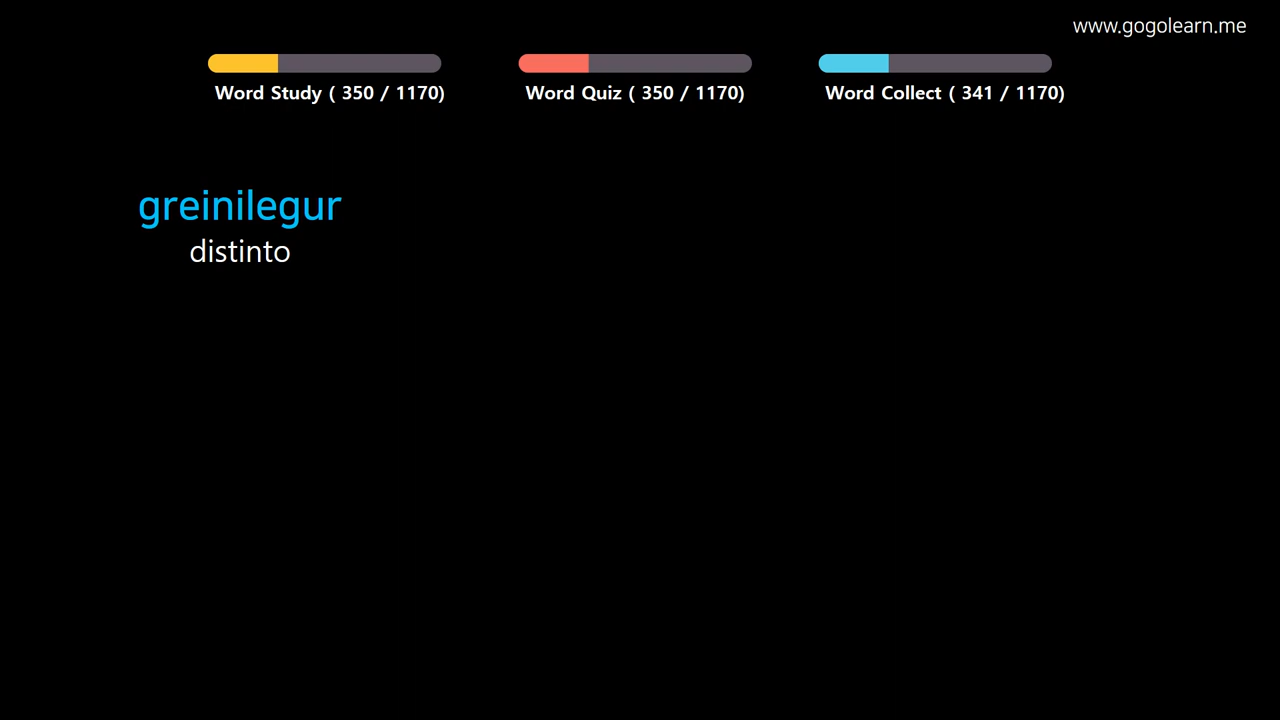 www.gogolearn.me
Word Study ( 350 / 1170)
Word Quiz ( 350 / 1170)
Word Collect ( 341 / 1170)
greinilegur
distinto